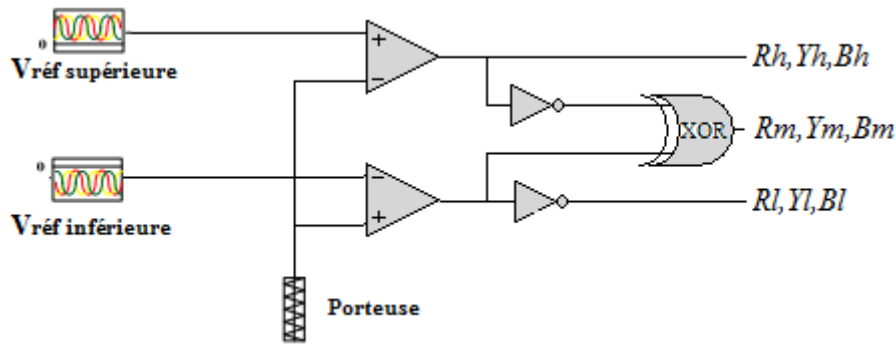 0
Vréf supérieure
+
−
Rh,Yh,Bh
XOR
Rm,Ym,Bm
0
Vréf inférieure
−
+
Rl,Yl,Bl
Porteuse